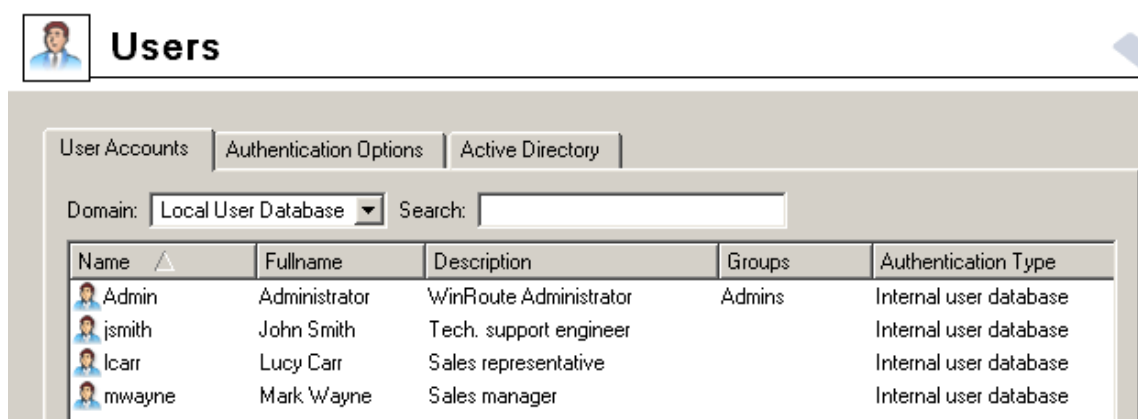 Users
User Accounts Authentication Options Active Directory
Domain: Local User Database Search:
Name Fullname Description Groups Authentication Type
Admin Administrator WinRoute Administrator Admins Internal user database
jsmith John Smith Tech. support engineer Internal user database
lcarr Lucy Carr Sales representative Internal user database
mwayne Mark Wayne Sales manager Internal user database